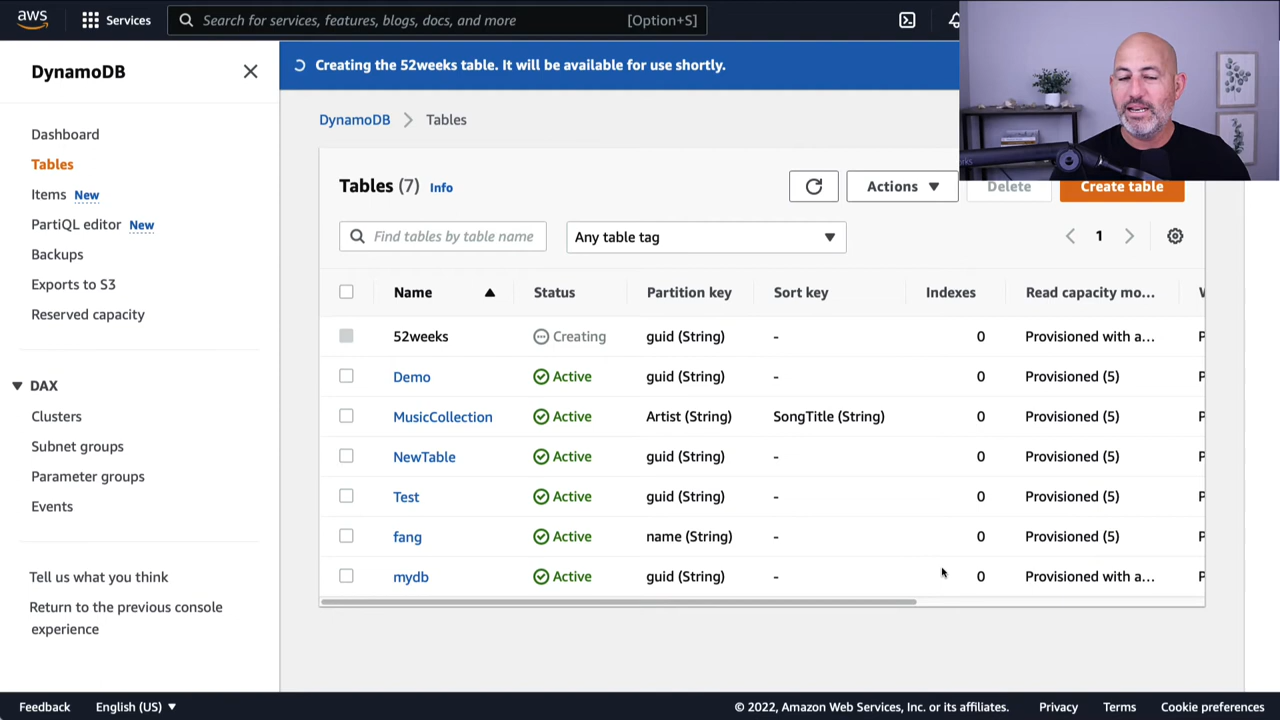 aws
Services
Search for services, features, blogs, docs, and more
[Option+S]
DynamoDB
Dashboard
Tables
Items New
PartiQL editor New
Backups
Exports to S3
Reserved capacity
DAX
Clusters
Subnet groups
Parameter groups
Events
Tell us what you think
Return to the previous console
experience
Creating the 52weeks table. It will be available for use shortly.
DynamoDB > Tables
Tables (7) Info
Actions
Delete
Create table
Find tables by table name
Any table tag
1
Name Status Partition key Sort key Indexes Read capacity mo...
52weeks Creating guid (String) - 0 Provisioned with a... P
Demo Active guid (String) - 0 Provisioned (5) P
MusicCollection Active Artist (String) SongTitle (String) 0 Provisioned (5) P
NewTable Active guid (String) - 0 Provisioned (5) P
Test Active guid (String) - 0 Provisioned (5) P
fang Active name (String) - 0 Provisioned (5) P
mydb Active guid (String) - 0 Provisioned with a... P
Feedback English (US) © 2022, Amazon Web Services, Inc. or its affiliates. Privacy Terms Cookie preferences